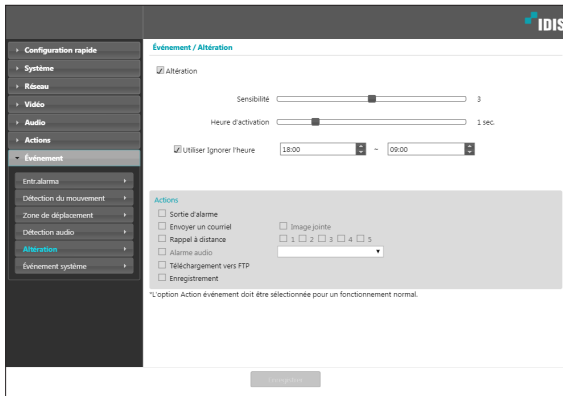 IDIS
Configuration rapide
Système
Réseau
Vidéo
Audio
Actions
Événement
Entr.alarma
Détection du mouvement
Zone de déplacement
Détection audio
Altération
Événement système
Événement / Altération
Altération
Sensibilité 3
Heure d'activation 1 sec.
Utiliser Ignorer l'heure 18:00 ~ 09:00
Actions
Sortie d'alarme
Envoyer un courriel Image jointe
Rappel à distance 1 2 3 4 5
Alarme audio
Téléchargement vers FTP
Enregistrement
*L'option Action événement doit être sélectionnée pour un fonctionnement normal.